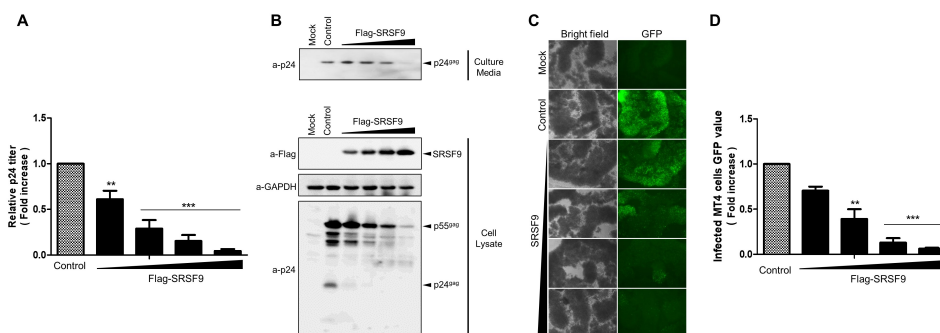 A
Relative p24 titer
( Fold increase )
1.5
1.0
0.5
0.0
**
***
Control
Flag-SRSF9
B
Mock
Control
Flag-SRSF9
a-p24
p24gag
Culture
Media
Mock
Control
Flag-SRSF9
a-Flag
SRSF9
a-GAPDH
a-p24
p55gag
p24gag
Cell
Lysate
C
Bright field
GFP
Mock
Control
SRSF9
D
Infected MT4 cells GFP value
( Fold increase )
1.5
1.0
0.5
0.0
**
***
Control
Flag-SRSF9